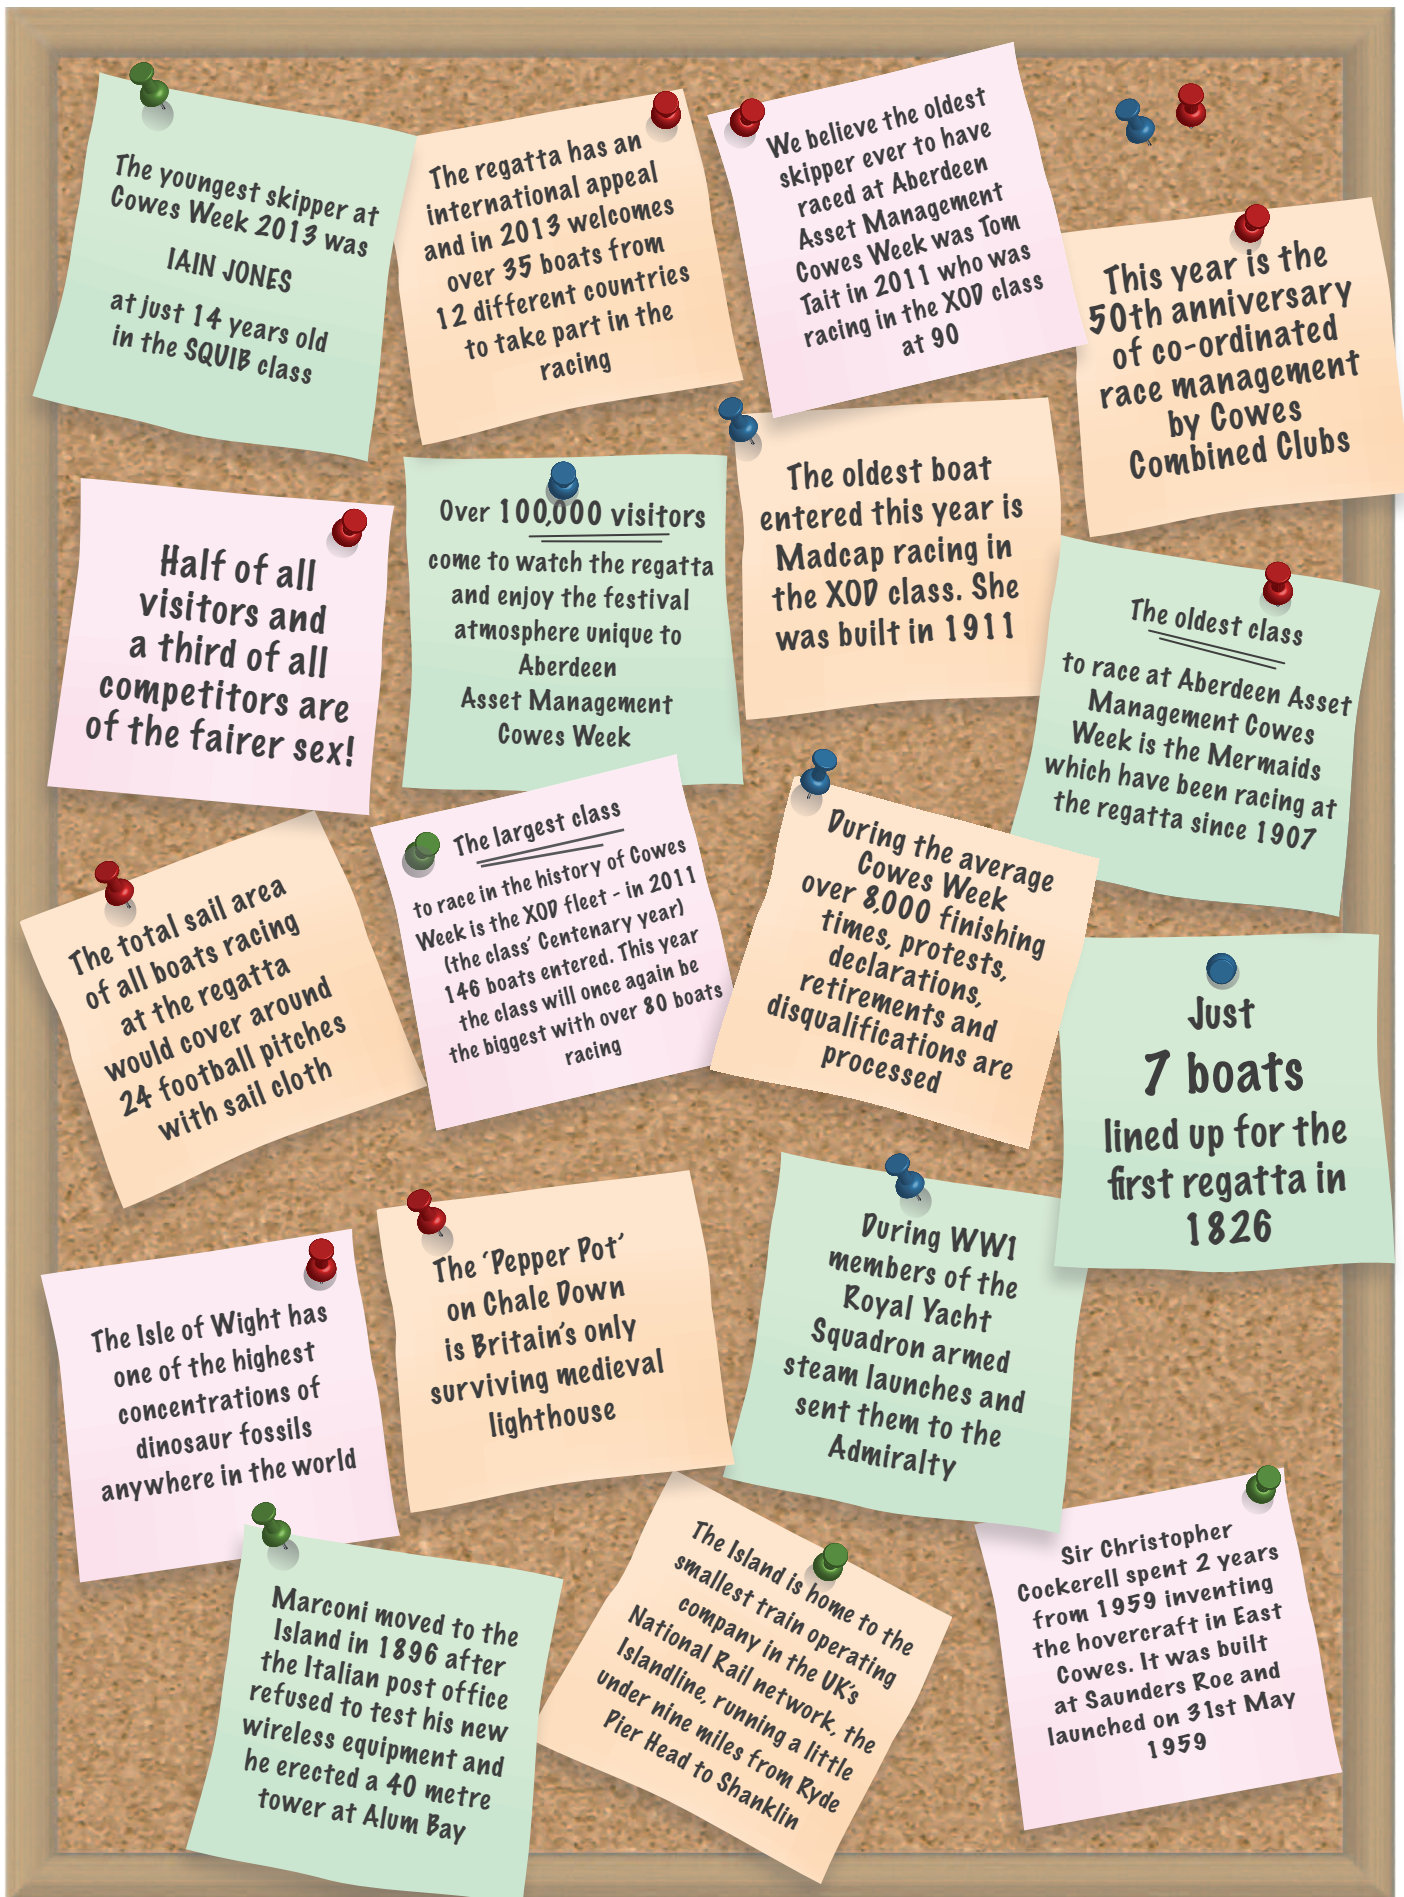 The youngest skipper at
Cowes Week 2013 was
IAIN JONES
at just 14 years old
in the SQUIB class
The regatta has an
international appeal
and in 2013 welcomes
over 35 boats from
12 different countries
to take part in the
racing
We believe the oldest
skipper ever to have
raced at Aberdeen
Asset Management
Cowes Week was Tom
Tait in 2011 who was
racing in the XOD class
at 90
This year is the
50th anniversary
of co-ordinated
race management
by Cowes
Combined Clubs
Half of all
visitors and
a third of all
competitors are
of the fairer sex!
Over 100,000 visitors
come to watch the regatta
and enjoy the festival
atmosphere unique to
Aberdeen
Asset Management
Cowes Week
The oldest boat
entered this year is
Madcap racing in
the XOD class. She
was built in 1911
The oldest class
to race at Aberdeen Asset
Management Cowes
Week is the Mermaids
which have been racing at
the regatta since 1907
The total sail area
of all boats racing
at the regatta
would cover around
24 football pitches
with sail cloth
The largest class
to race in the history of Cowes
Week is the XOD fleet - in 2011
(the class' Centenary year)
146 boats entered. This year
the class will once again be
the biggest with over 80 boats
racing
During the average
Cowes Week
over 8,000 finishing
times, protests,
declarations,
retirements and
disqualifications are
processed
Just
7 boats
lined up for the
first regatta in
1826
The Isle of Wight has
one of the highest
concentrations of
dinosaur fossils
anywhere in the world
The 'Pepper Pot'
on Chale Down
is Britain's only
surviving medieval
lighthouse
During WW1
members of the
Royal Yacht
Squadron armed
steam launches and
sent them to the
Admiralty
Marconi moved to the
Island in 1896 after
the Italian post office
refused to test his new
wireless equipment and
he erected a 40 metre
tower at Alum Bay
The Island is home to the
smallest train operating
company in the UK's
National Rail network, the
Islandline, running a little
under nine miles from Ryde
Pier Head to Shanklin
Sir Christopher
Cockerell spent 2 years
from 1959 inventing
the hovercraft in East
Cowes. It was built
at Saunders Roe and
launched on 31st May
1959